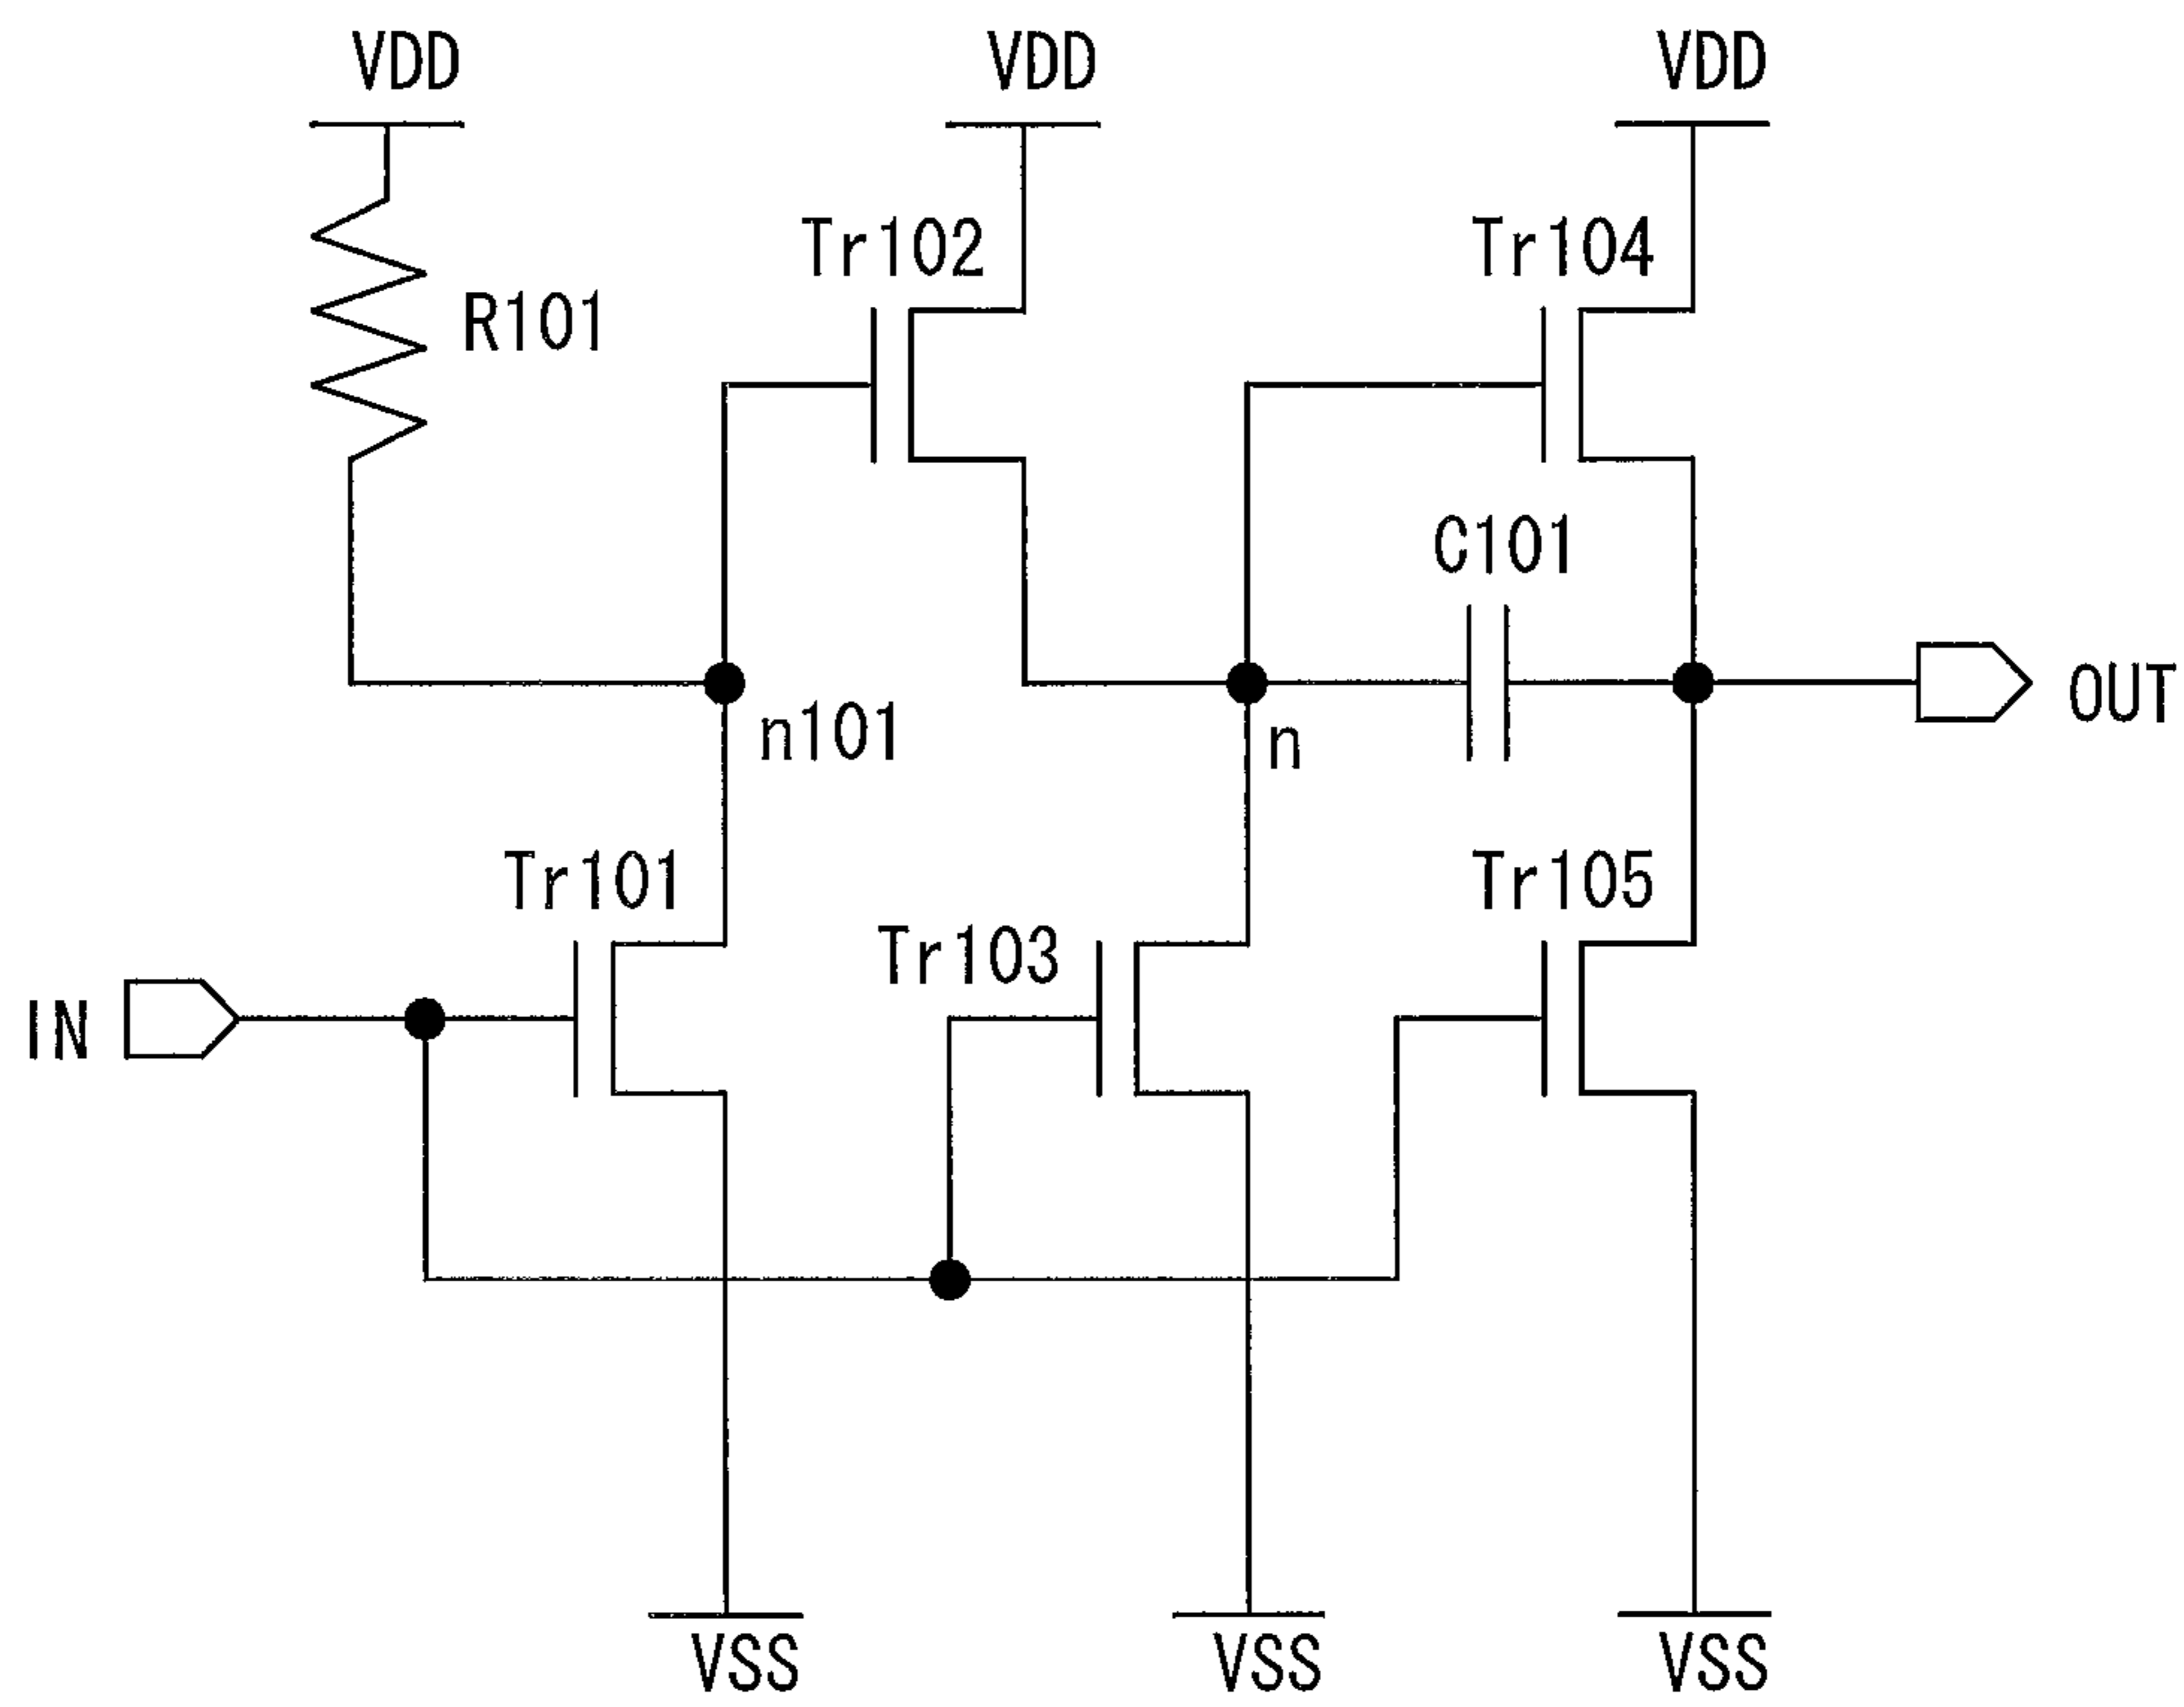 VDD
VDD
VDD
Tr102
Tr104
R101
C101
n101
n
OUT
Tr101
Tr103
Tr105
IN
VSS
VSS
VSS